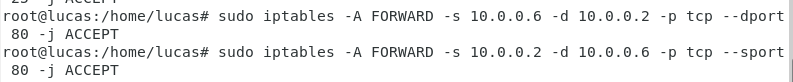 root@lucas:/home/lucas# sudo iptables -A FORWARD -s 10.0.0.6 -d 10.0.0.2 -p tcp --dport
80 -j ACCEPT
root@lucas:/home/lucas# sudo iptables -A FORWARD -s 10.0.0.2 -d 10.0.0.6 -p tcp --sport
80 -j ACCEPT